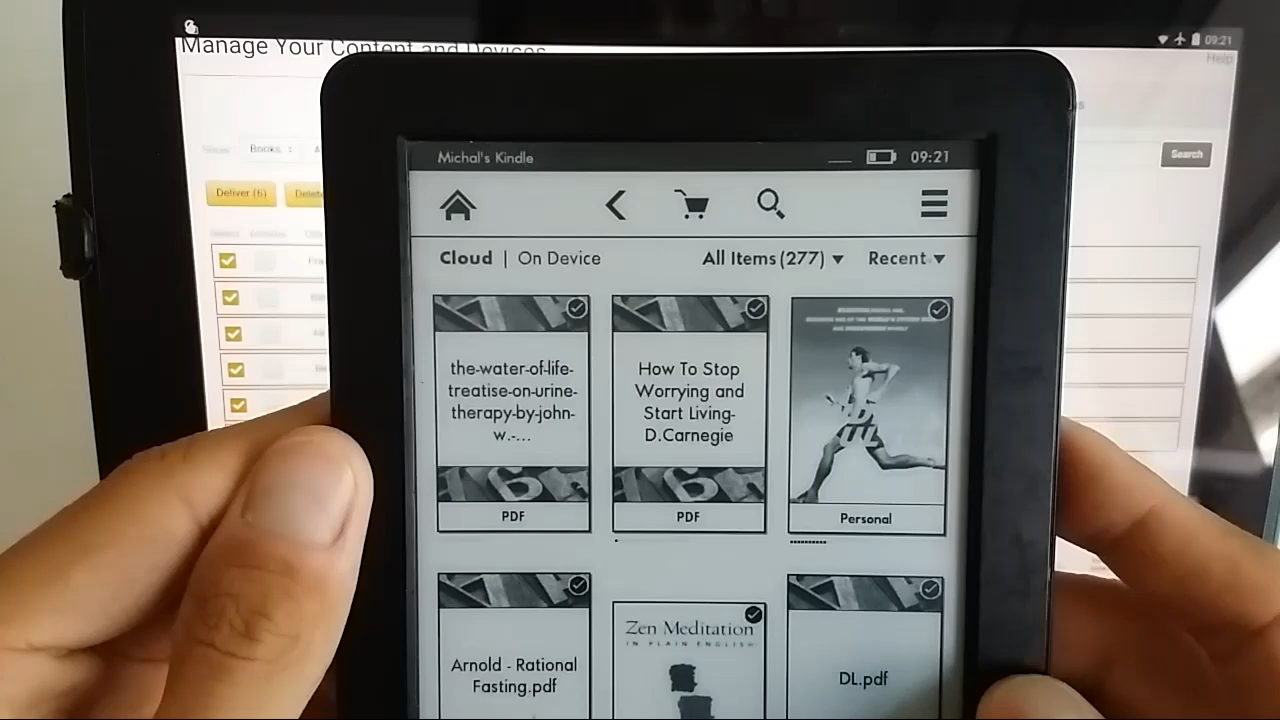 Manage Your Content and Devices
09:21
Help
Books
Search
Deliver (6)
Michal's Kindle
09:21
Cloud | On Device
All Items (277)
Recent
the-water-of-life-
treatise-on-urine-
therapy-by-john-
w.-...
PDF
How To Stop
Worrying and
Start Living-
D.Carnegie
PDF
Personal
Arnold - Rational
Fasting.pdf
Zen Meditation
IN PLAIN ENGLISH
DL.pdf